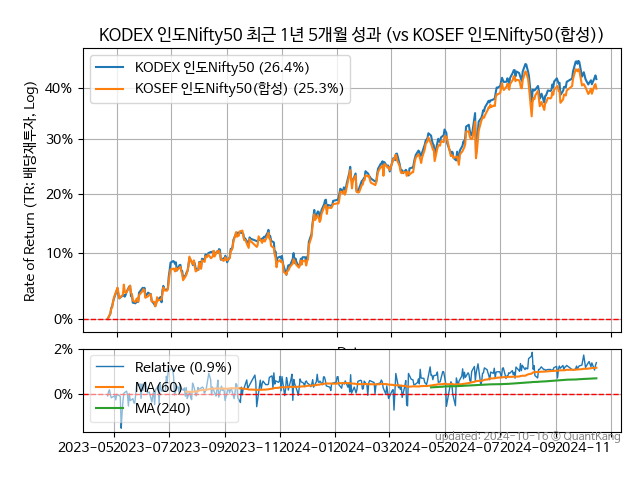 KODEX 인도Nifty50 최근 1년 5개월 성과 (vs KOSEF 인도Nifty50(합성))
Rate of Return (TR: 배당재투자, Log)
KODEX 인도Nifty50 (26.4%)
KOSEF 인도Nifty50(합성) (25.3%)
40%
30%
20%
10%
0%
2%
0%
Relative (0.9%)
MA(60)
MA(240)
updated: 2024-10-16 © QuantKang
2023-05 2023-07 2023-09 2023-11 2024-01 2024-03 2024-05 2024-07 2024-09 2024-11